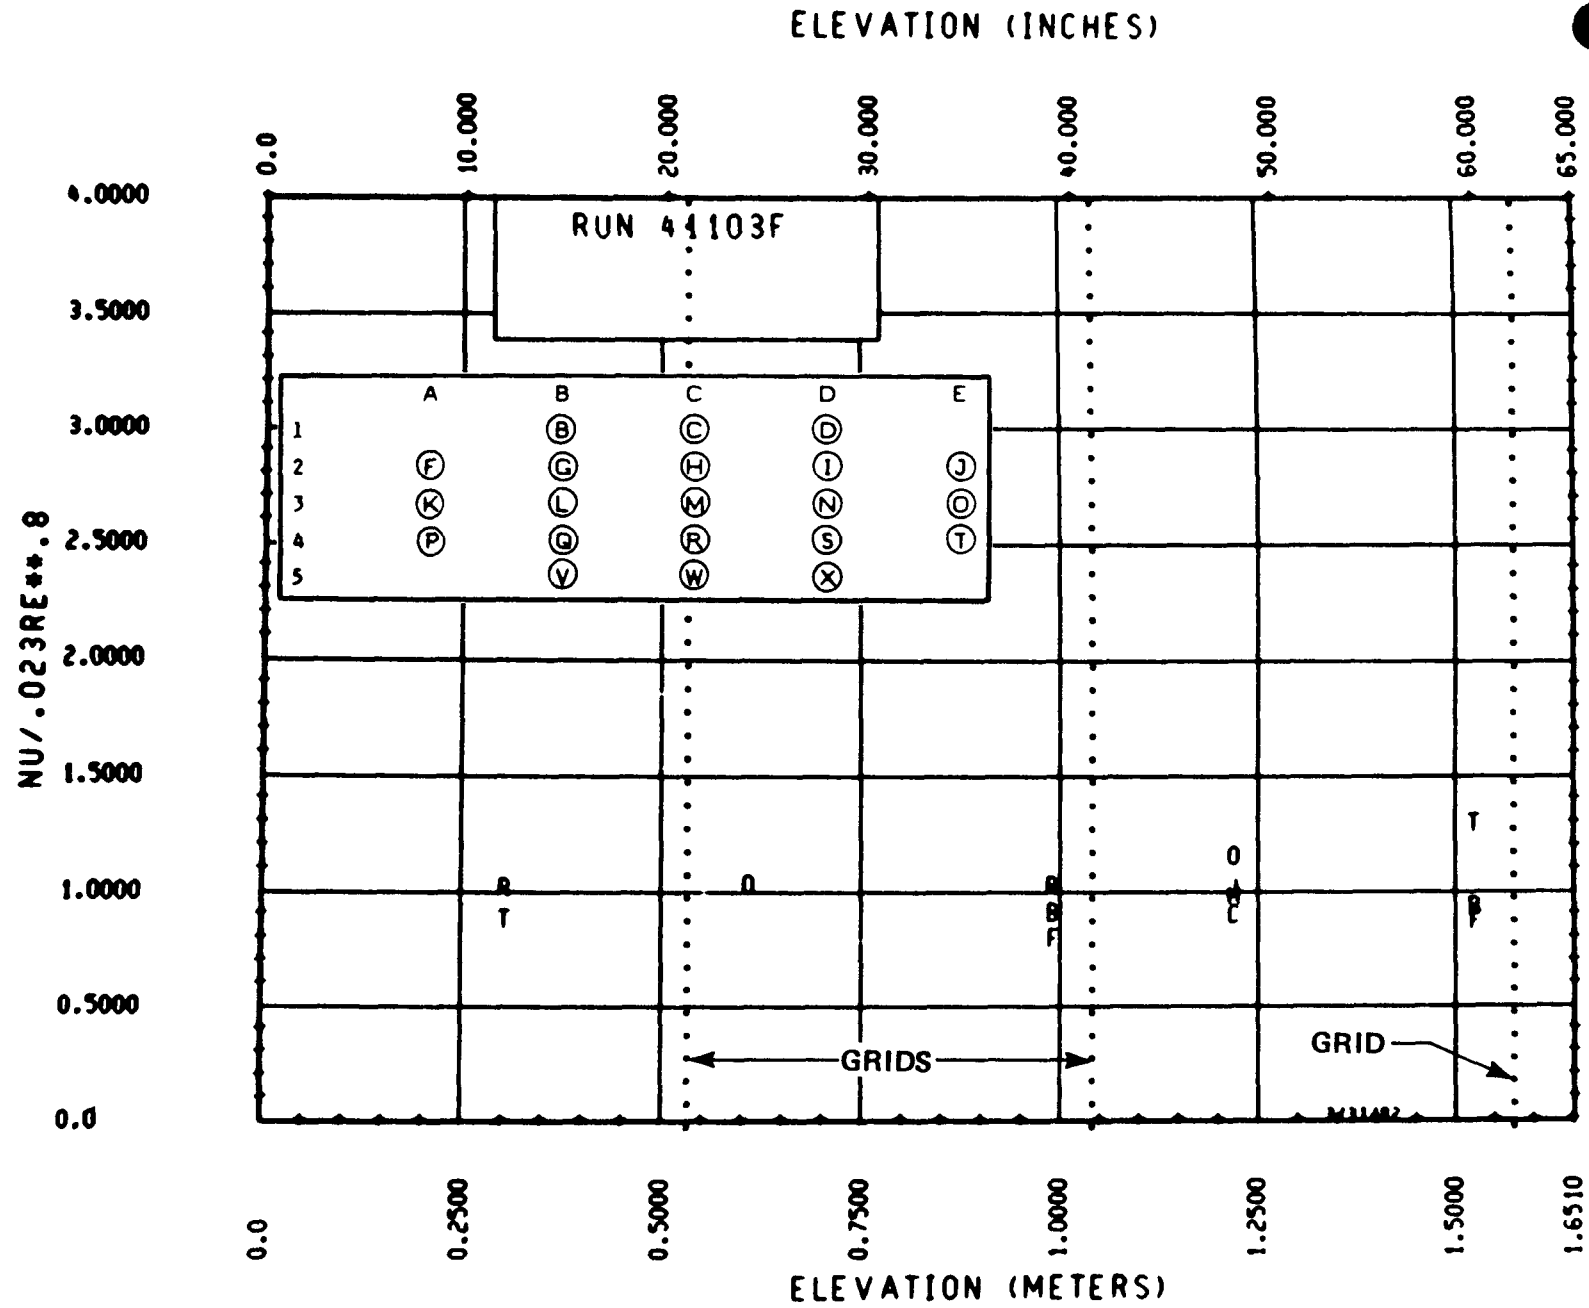 ELEVATION (INCHES)
0.0 10.000 20.000 30.000 40.000 50.000 60.000 65.000
4.0000
RUN 41103F
3.5000
A B C D E
3.0000
1 B C D
2 F G H I J
3 K L M N O
2.5000
4 P Q R S T
5 V W X
NU/.023RE**.8
2.0000
1.5000
T
O
1.0000
R O B
T B C
F
0.5000
GRIDS
GRID
0.0
0.0 0.2500 0.5000 0.7500 1.0000 1.2500 1.5000 1.6510
ELEVATION (METERS)